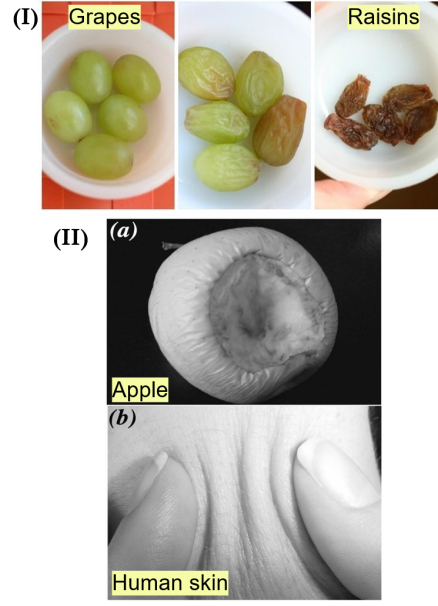 (I)
Grapes
Raisins
(II)
(a)
Apple
(b)
Human skin